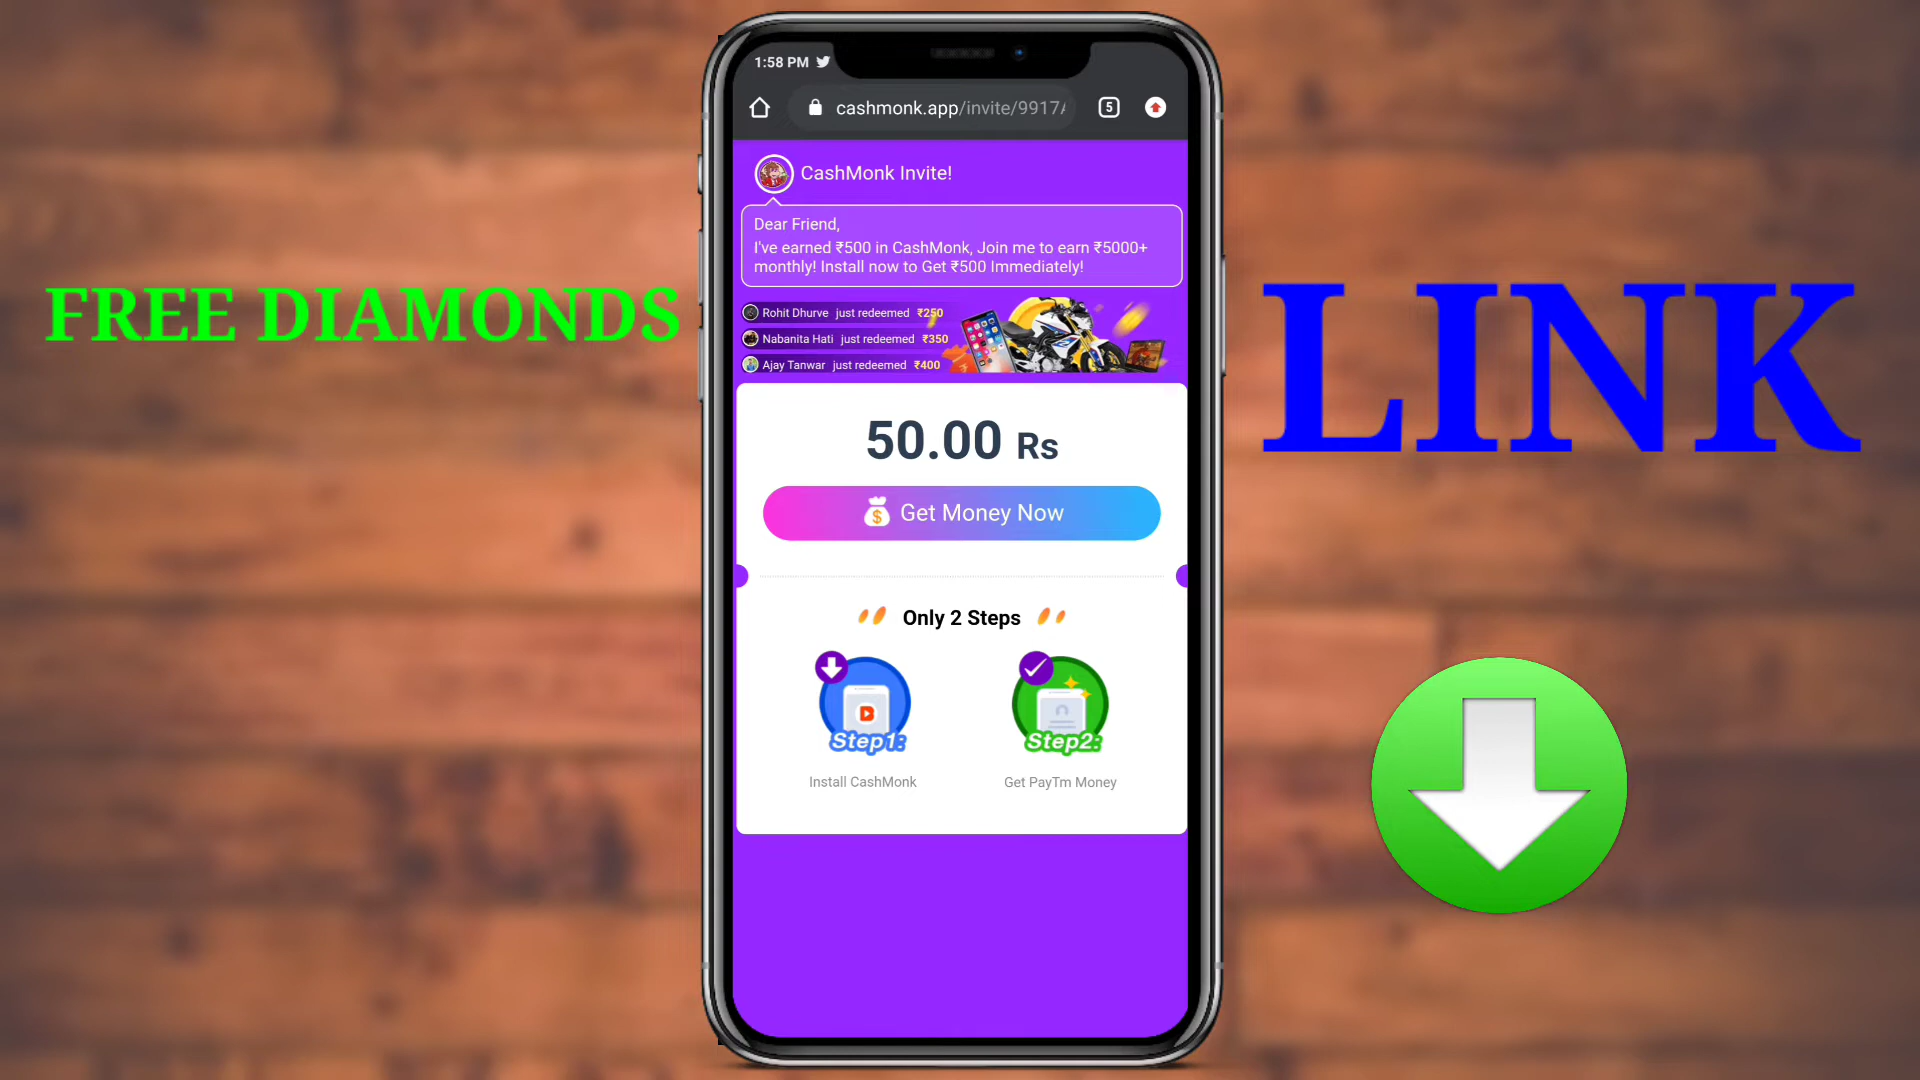 1:58 PM
cashmonk.app/invite/9917
5
CashMonk Invite!
Dear Friend,
I've earned ₹500 in CashMonk, Join me to earn ₹5000+
monthly! Install now to Get ₹500 Immediately!
Rohit Dhurve just redeemed ₹250
Nabanita Hati just redeemed ₹350
Ajay Tanwar just redeemed ₹400
FREE DIAMONDS
LINK
50.00 Rs
$ Get Money Now
Only 2 Steps
Step1:
Step2:
Install CashMonk
Get PayTm Money